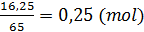 16,25/65 = 0,25 (mol)